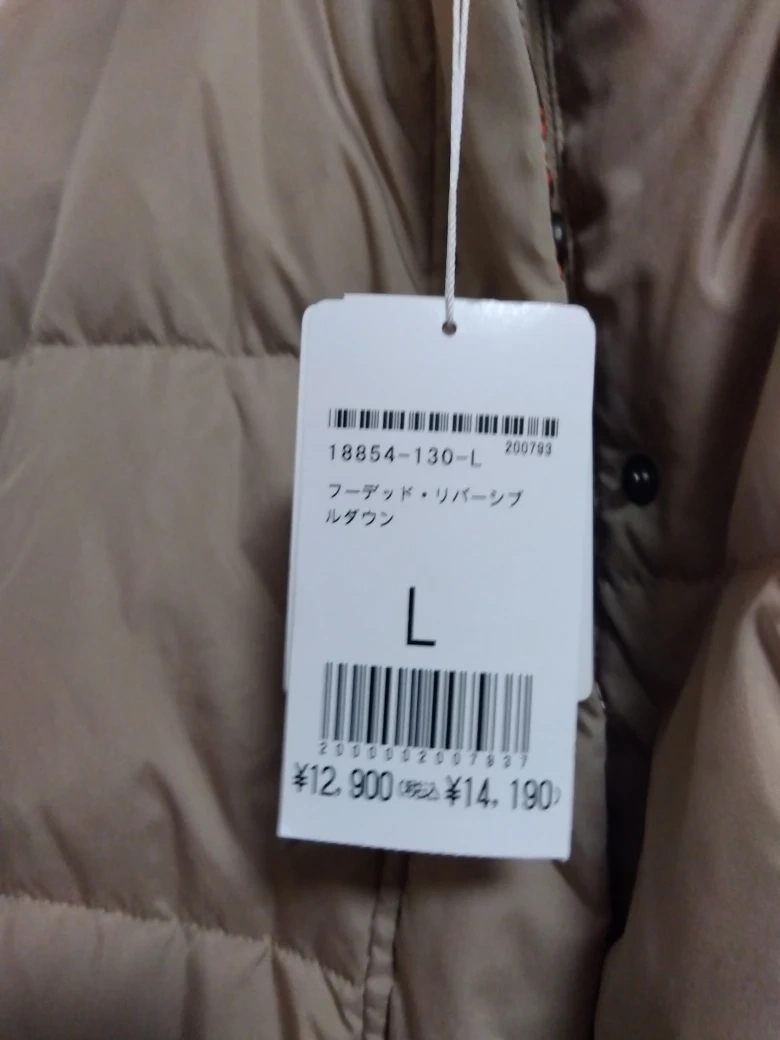 200793
18854-130-L
フーデッド・リバーシブ
ルダウン
L
2000002007937
¥12,900(税込 ¥14,190)